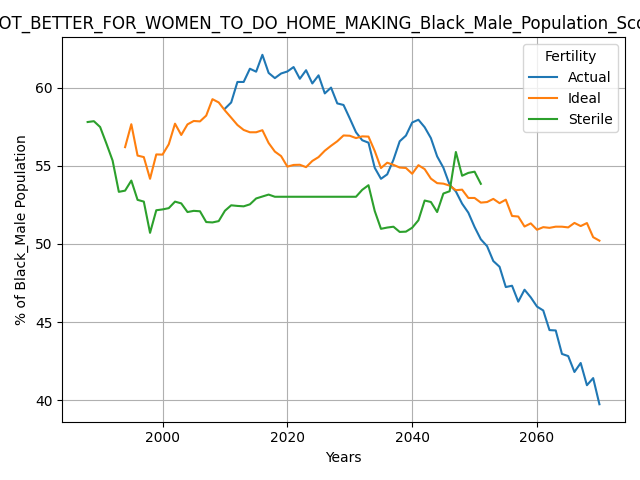 OT_BETTER_FOR_WOMEN_TO_DO_HOME_MAKING_Black_Male_Population_Sco
Fertility
Actual
Ideal
Sterile
% of Black_Male Population
60
55
50
45
40
2000
2020
2040
2060
Years